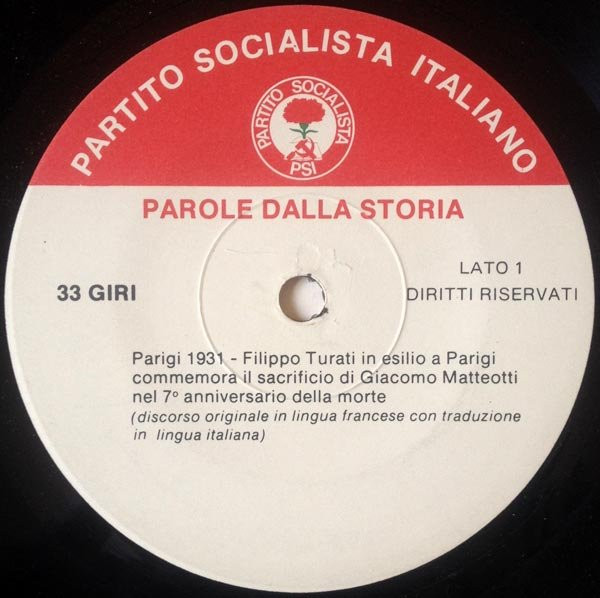 PARTITO SOCIALISTA ITALIANO
PARTITO SOCIALISTA
PSI
PAROLE DALLA STORIA
33 GIRI
LATO 1
DIRITTI RISERVATI
Parigi 1931 - Filippo Turati in esilio a Parigi
commemora il sacrificio di Giacomo Matteotti
nel 7° anniversario della morte
(discorso originale in lingua francese con traduzione
in lingua italiana)